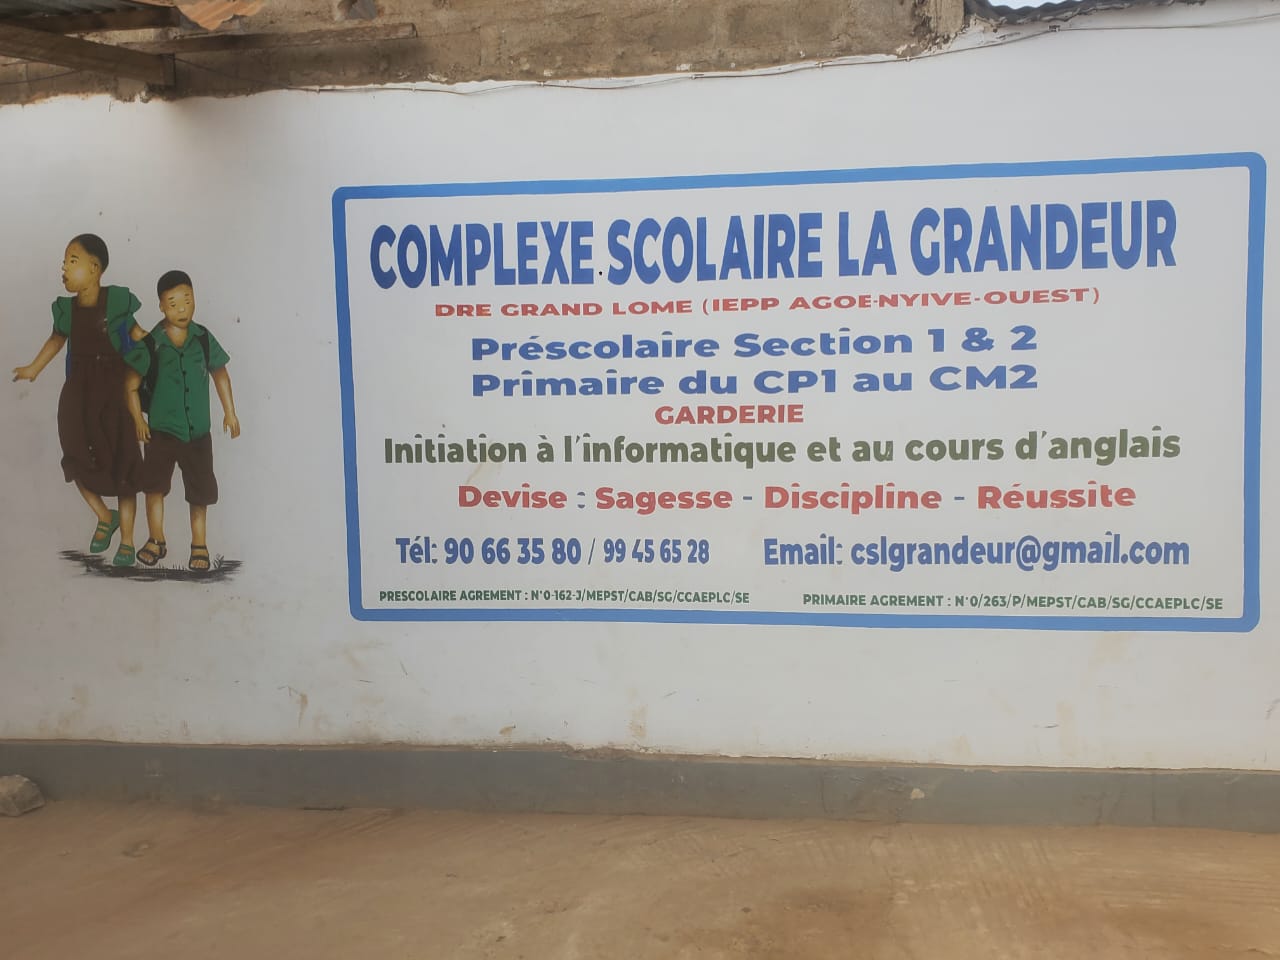 COMPLEXE SCOLAIRE LA GRANDEUR
DRE GRAND LOME (IEPP AGOE-NYIVE-OUEST)
Préscolaire Section 1 & 2
Primaire du CP1 au CM2
GARDERIE
Initiation à l'informatique et au cours d'anglais
Devise : Sagesse - Discipline - Réussite
Tél: 90 66 35 80 / 99 45 65 28 Email: cslgrandeur@gmail.com
PRESCOLAIRE AGREMENT : N°0-162-J/MEPST/CAB/SG/CCAEPLC/SE PRIMAIRE AGREMENT : N°0/263/P/MEPST/CAB/SG/CCAEPLC/SE